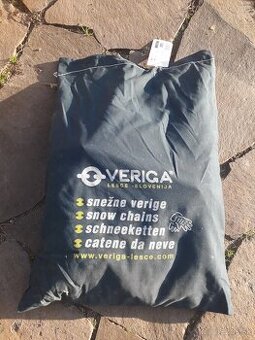 VERIGA
LESCE - SLOVENIJA
snežne verige
snow chains
schneeketten
catene da neve
www.veriga-lesce.com